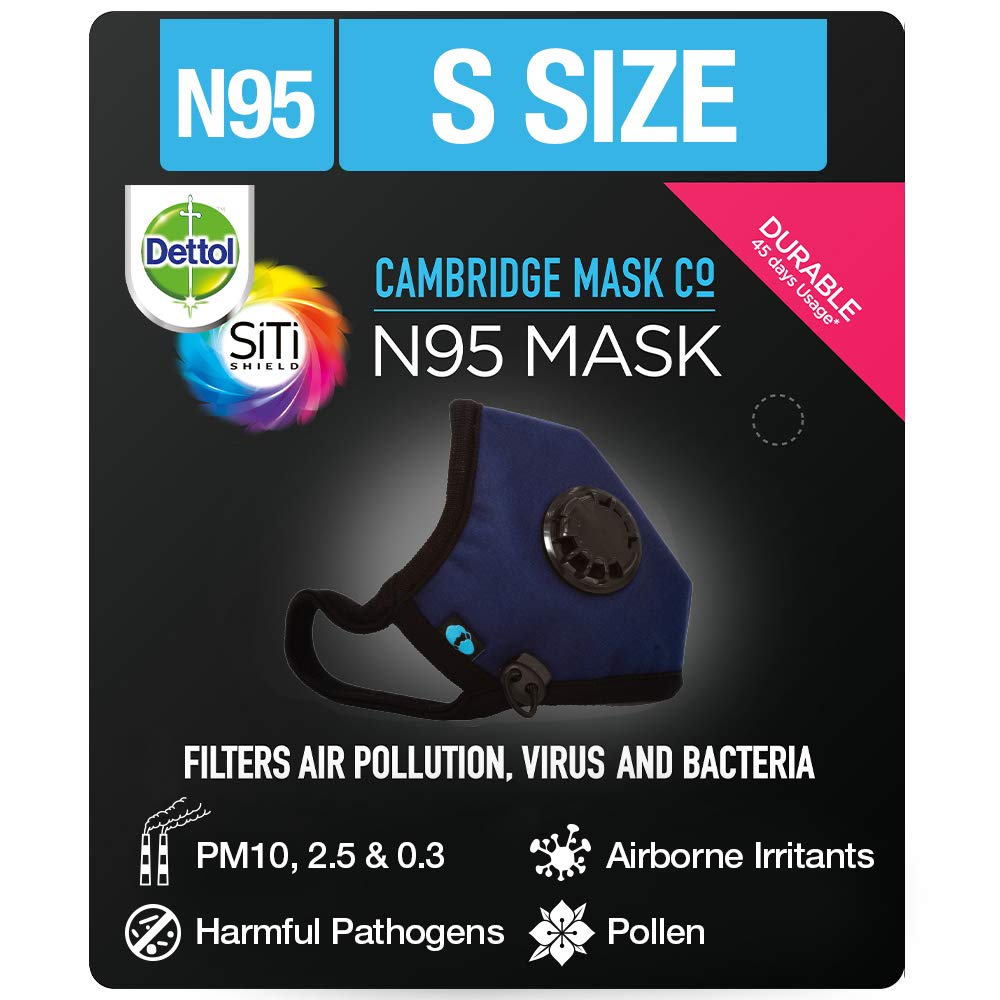 N95
S SIZE
Dettol
SiTi
SHIELD
CAMBRIDGE MASK CO
N95 MASK
DURABLE
45 days Usage*
FILTERS AIR POLLUTION, VIRUS AND BACTERIA
PM10, 2.5 & 0.3
Airborne Irritants
Harmful Pathogens
Pollen